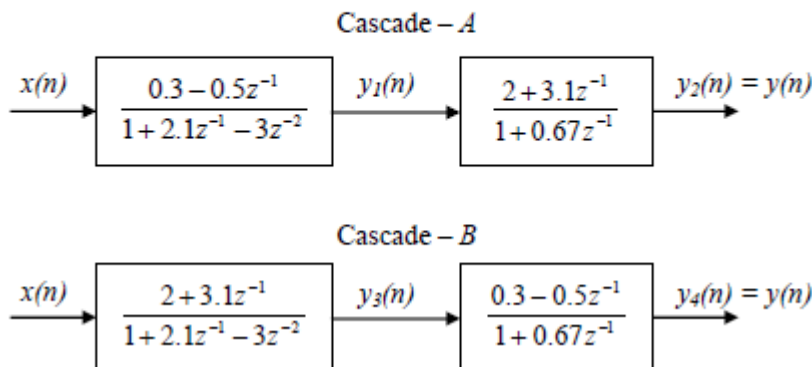 Cascade – A
x(n) 0.3 − 0.5z⁻¹ y₁(n) 2 + 3.1z⁻¹ y₂(n) = y(n)
1 + 2.1z⁻¹ − 3z⁻² 1 + 0.67z⁻¹
Cascade – B
x(n) 2 + 3.1z⁻¹ y₃(n) 0.3 − 0.5z⁻¹ y₄(n) = y(n)
1 + 2.1z⁻¹ − 3z⁻² 1 + 0.67z⁻¹